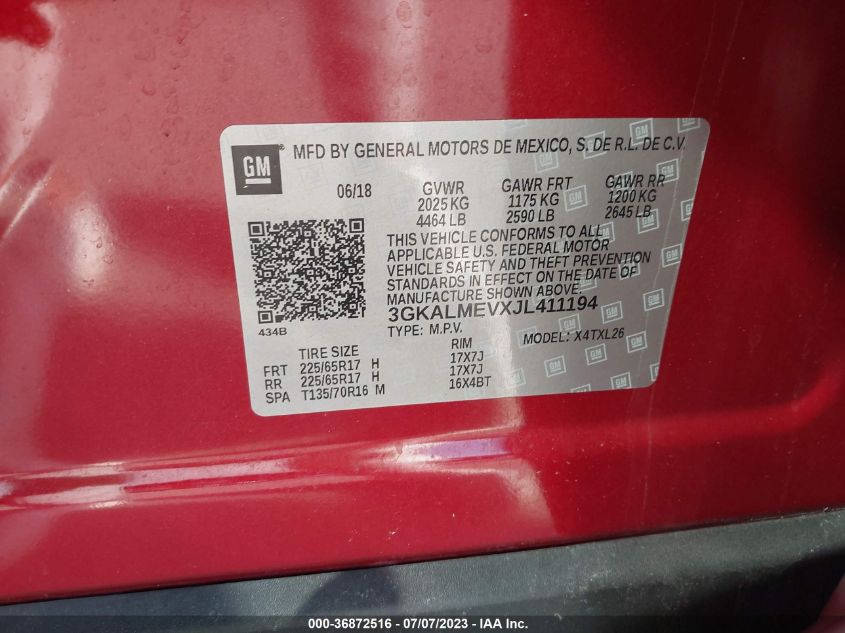 GM ® MFD BY GENERAL MOTORS DE MEXICO, S. DE R.L. DE C.V.
06/18 GVWR GAWR FRT GAWR RR
2025 KG 1175 KG 1200 KG
4464 LB 2590 LB 2645 LB
THIS VEHICLE CONFORMS TO ALL
APPLICABLE U.S. FEDERAL MOTOR
VEHICLE SAFETY AND THEFT PREVENTION
STANDARDS IN EFFECT ON THE DATE OF
MANUFACTURE SHOWN ABOVE.
3GKALMEVXJL411194
434B TYPE: M.P.V. MODEL: X4TXL26
TIRE SIZE RIM
FRT 225/65R17 H 17X7J
RR 225/65R17 H 17X7J
SPA T135/70R16 M 16X4BT
000-36872516 - 07/07/2023 - IAA, Inc.